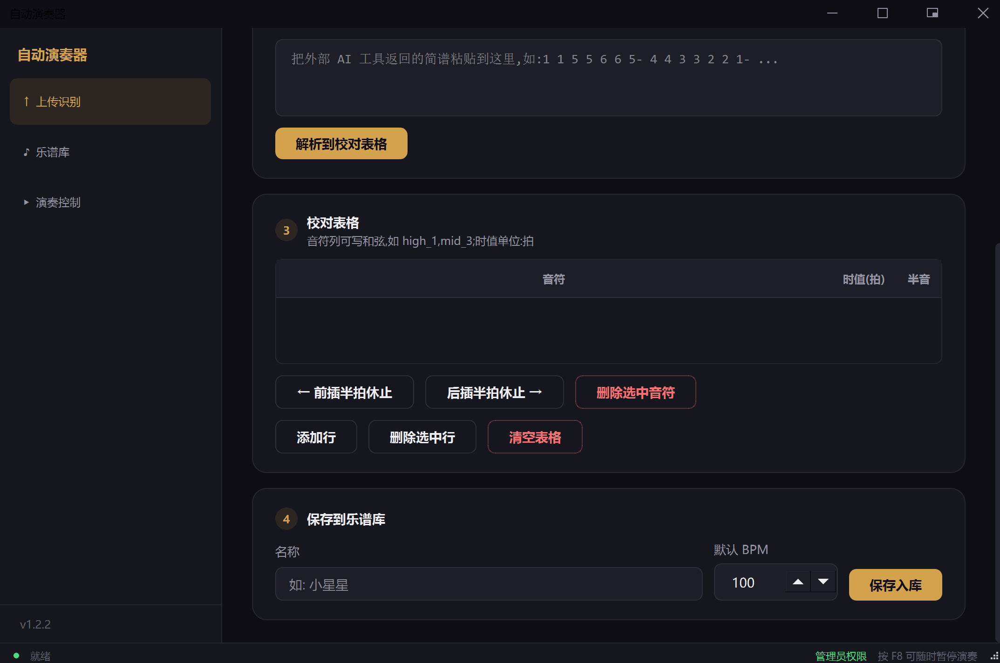 自动演奏器
自动演奏器
↑ 上传识别
♪ 乐谱库
▶ 演奏控制
v1.2.2
把外部 AI 工具返回的简谱粘贴到这里,如:1 1 5 5 6 6 5- 4 4 3 3 2 2 1- ...
解析到校对表格
3 校对表格
音符列可写和弦,如 high_1,mid_3;时值单位:拍
音符 时值(拍) 半音
← 前插半拍休止 后插半拍休止 → 删除选中音符
添加行 删除选中行 清空表格
4 保存到乐谱库
名称 默认 BPM
如: 小星星 100 保存入库
就绪 管理员权限 按 F8 可随时暂停演奏